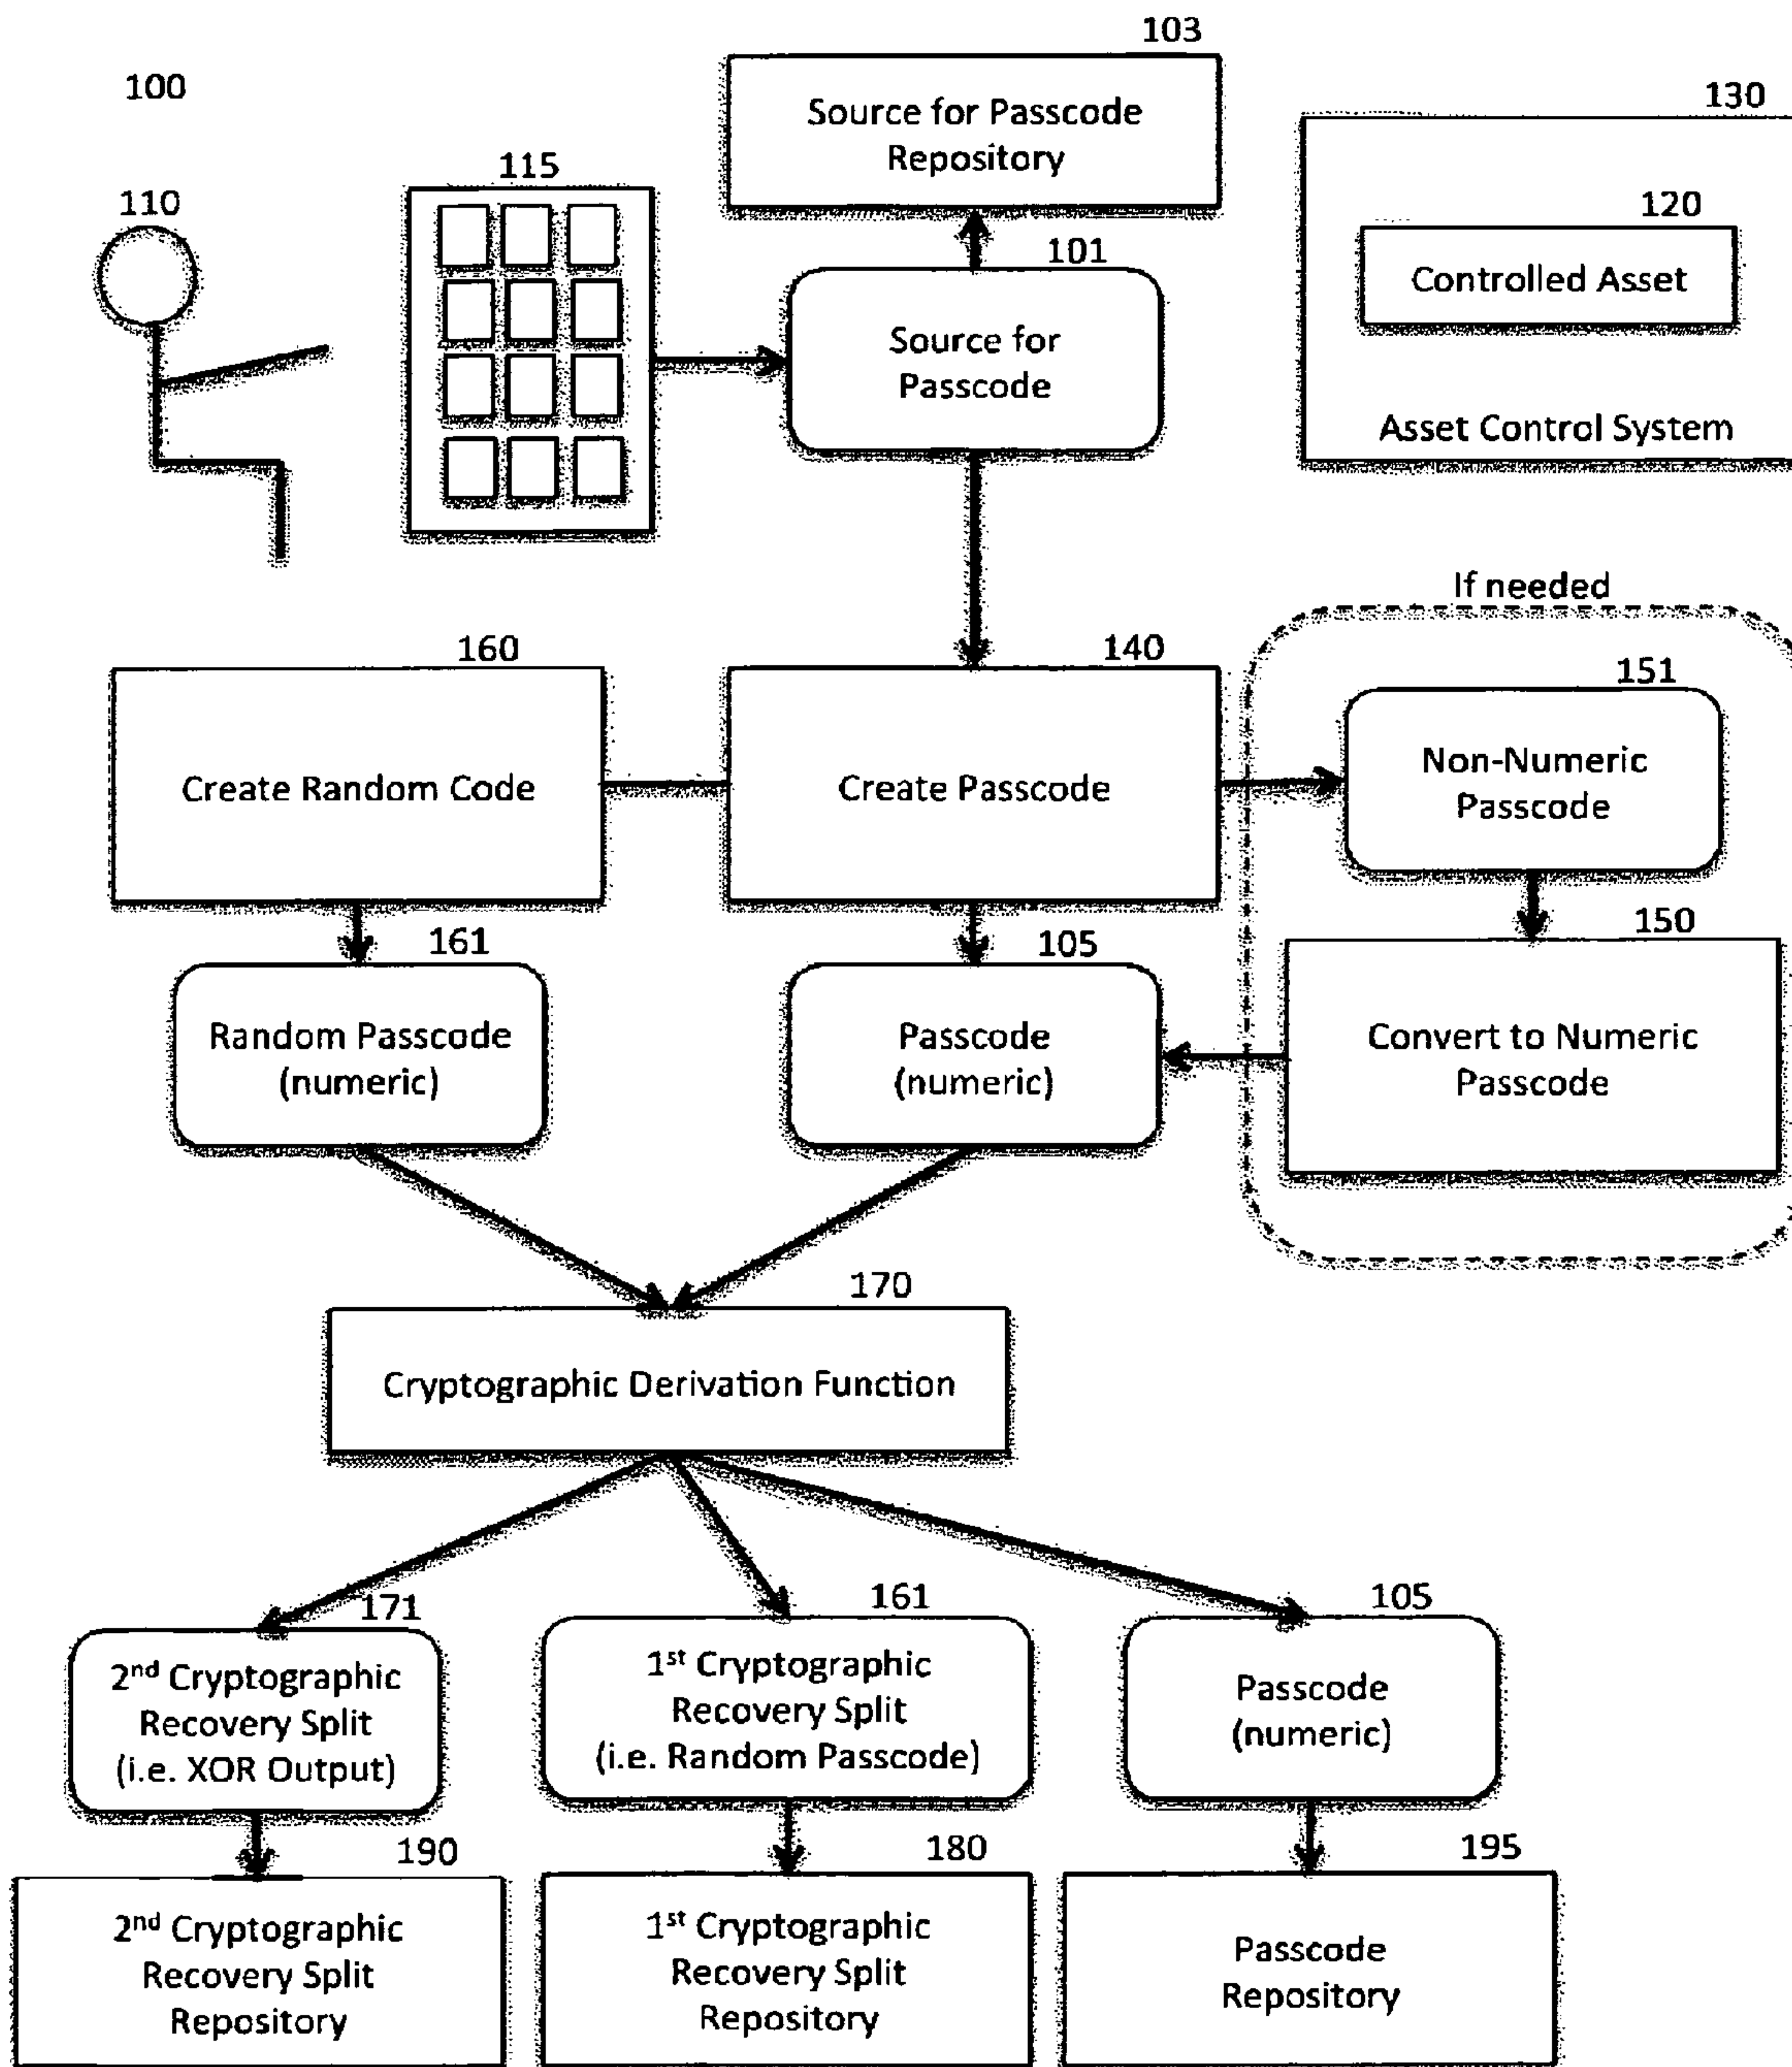 103
100
Source for Passcode
Repository
130
115
110
120
101
Controlled Asset
Source for
Passcode
Asset Control System
If needed
160
140
151
Create Random Code
Create Passcode
Non-Numeric
Passcode
161
105
150
Random Passcode
(numeric)
Passcode
(numeric)
Convert to Numeric
Passcode
170
Cryptographic Derivation Function
171
161
105
2nd Cryptographic
Recovery Split
(i.e. XOR Output)
1st Cryptographic
Recovery Split
(i.e. Random Passcode)
Passcode
(numeric)
190
180
195
2nd Cryptographic
Recovery Split
Repository
1st Cryptographic
Recovery Split
Repository
Passcode
Repository